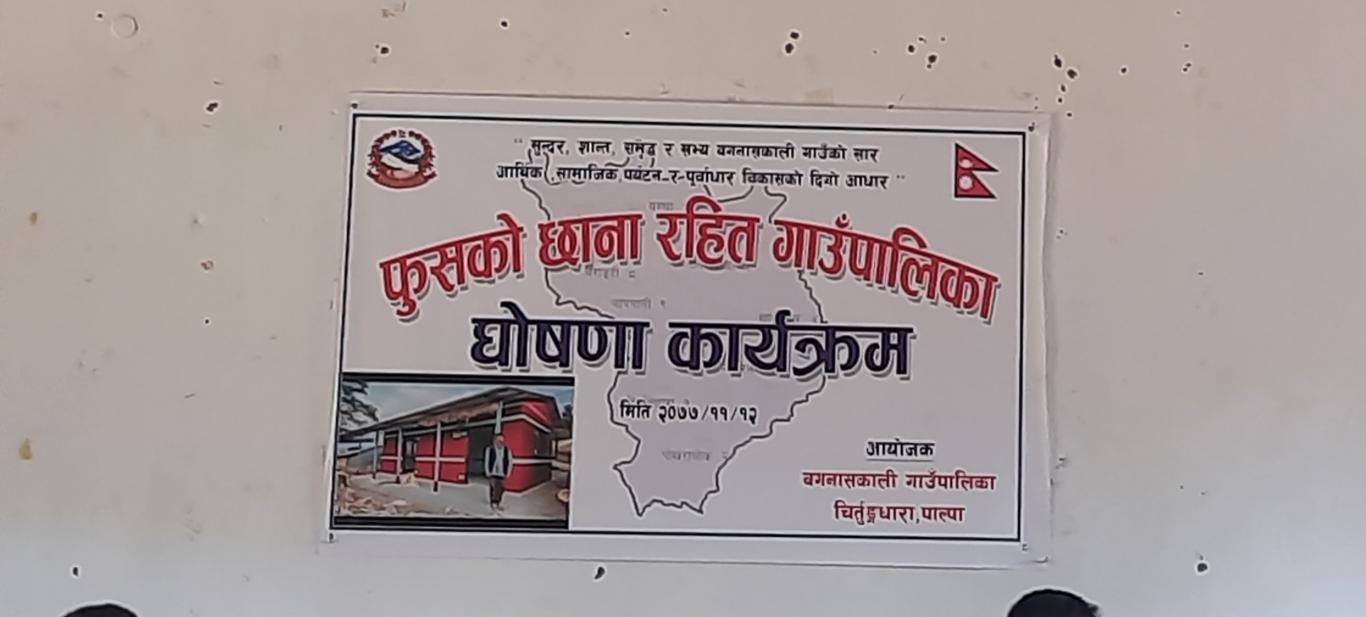 " सुन्दर, शान्त, समृद्ध र सभ्य बगनासकाली गाउँको सार
आर्थिक, सामाजिक, पर्यटन-र-पूर्वाधार विकासको दिगो आधार "
फुसको छाना रहित गाउँपालिका
घोषणा कार्यक्रम
मिति २०७७/११/१२
आयोजक
बगनासकाली गाउँपालिका
चिर्तुङ्गधारा, पाल्पा